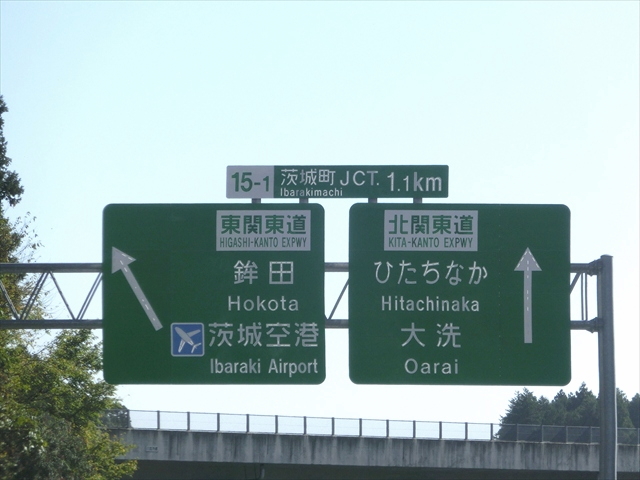 15-1 茨城町JCT. 1.1km
Ibarakimachi
東関東道
HIGASHI-KANTO EXPWY
鉾田
Hokota
茨城空港
Ibaraki Airport
北関東道
KITA-KANTO EXPWY
ひたちなか
Hitachinaka
大洗
Oarai